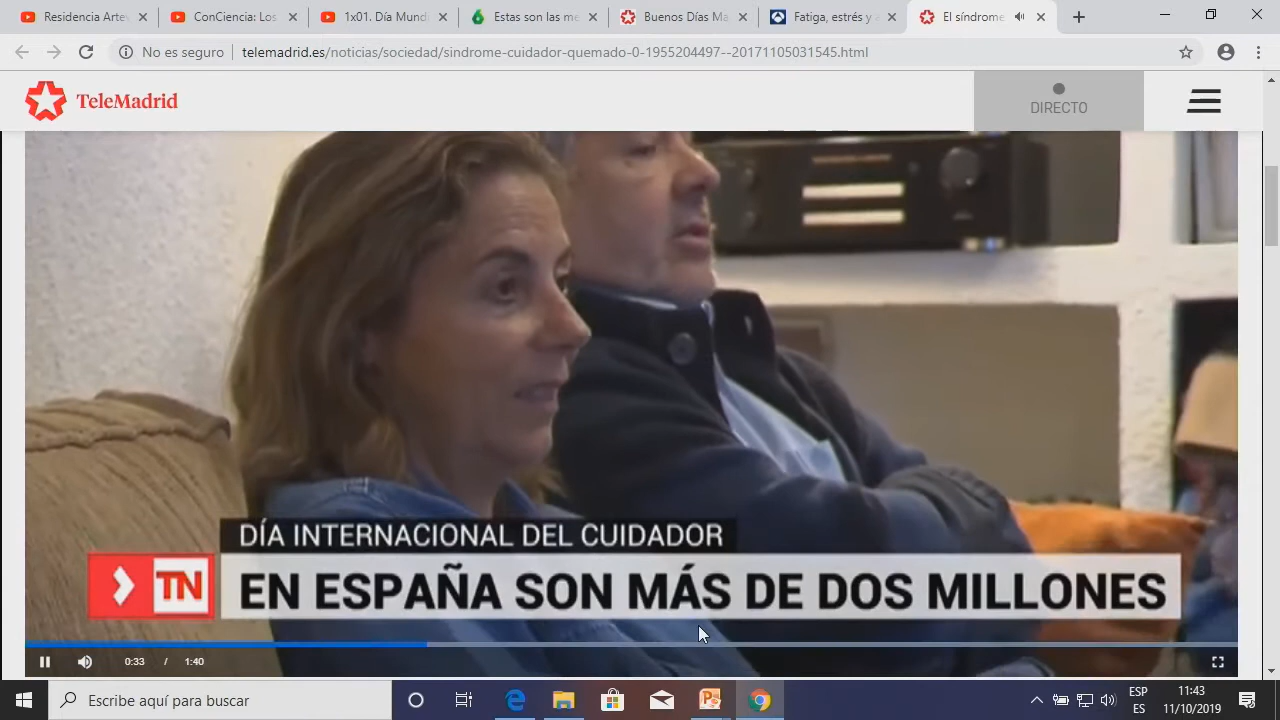 Residencia Artev
ConCiencia: Los
1x01. Día Mundi
Estas son las me
Buenos Días Ma
Fatiga, estrés y a
El síndrome
No es seguro | telemadrid.es/noticias/sociedad/sindrome-cuidador-quemado-0-1955204497--20171105031545.html
TeleMadrid
DIRECTO
DÍA INTERNACIONAL DEL CUIDADOR
TN
EN ESPAÑA SON MÁS DE DOS MILLONES
0:33 / 1:40
Escribe aquí para buscar
ESP
ES
11:43
11/10/2019